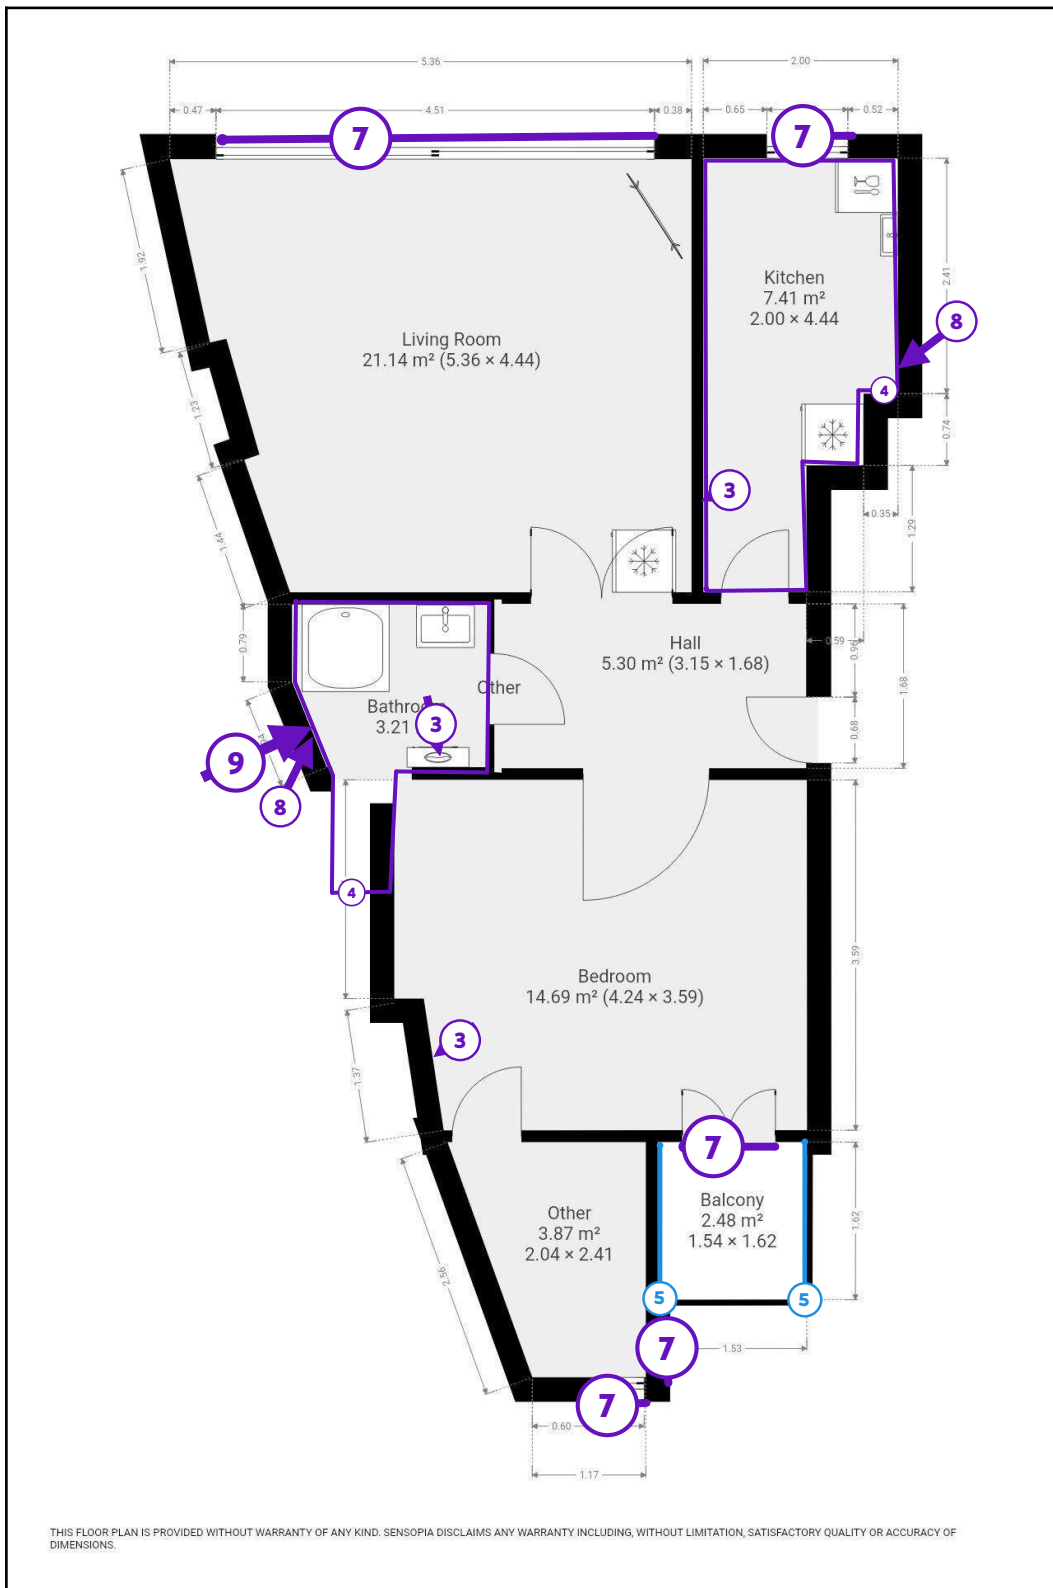 5.36
2.00
0.47
4.51
0.38
0.65
0.52
7
7
1.92
2.41
Kitchen
7.41 m²
2.00 × 4.44
8
Living Room
21.14 m² (5.36 × 4.44)
4
1.23
0.74
3
0.35
1.29
1.44
Hall
5.30 m² (3.15 × 1.68)
0.79
0.59
0.96
1.68
Other
Bathroo
3.21
3
0.68
9
8
4
3.59
Bedroom
14.69 m² (4.24 × 3.59)
3
1.37
7
Balcony
2.48 m²
1.54 × 1.62
1.62
Other
3.87 m²
2.04 × 2.41
2.56
5
5
7
1.53
7
0.60
1.17
THIS FLOOR PLAN IS PROVIDED WITHOUT WARRANTY OF ANY KIND. SENSOPIA DISCLAIMS ANY WARRANTY INCLUDING, WITHOUT LIMITATION, SATISFACTORY QUALITY OR ACCURACY OF
DIMENSIONS.